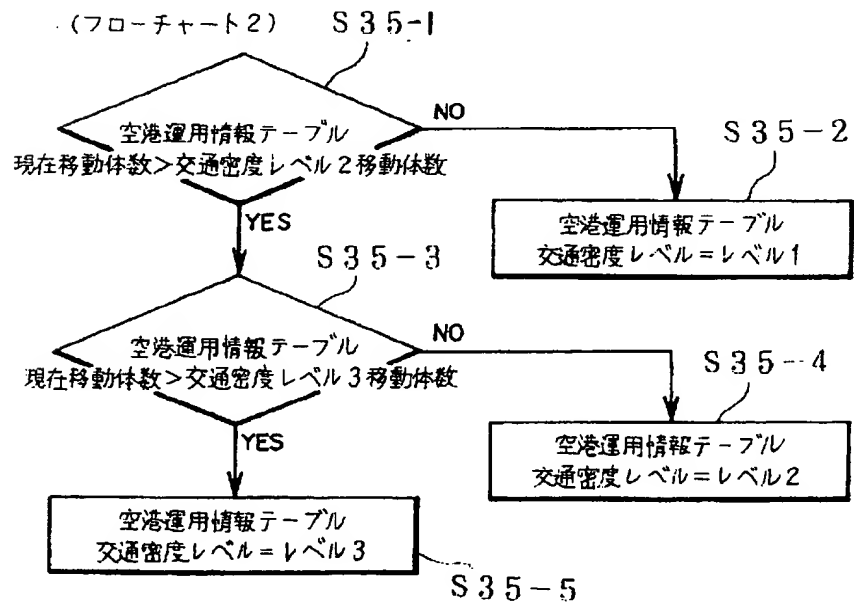 (フローチャート2)
S35-1
空港運用情報テーブル
現在移動体数>交通密度レベル2移動体数
NO
YES
S35-2
空港運用情報テーブル
交通密度レベル=レベル1
S35-3
空港運用情報テーブル
現在移動体数>交通密度レベル3移動体数
NO
YES
S35-4
空港運用情報テーブル
交通密度レベル=レベル2
空港運用情報テーブル
交通密度レベル=レベル3
S35-5